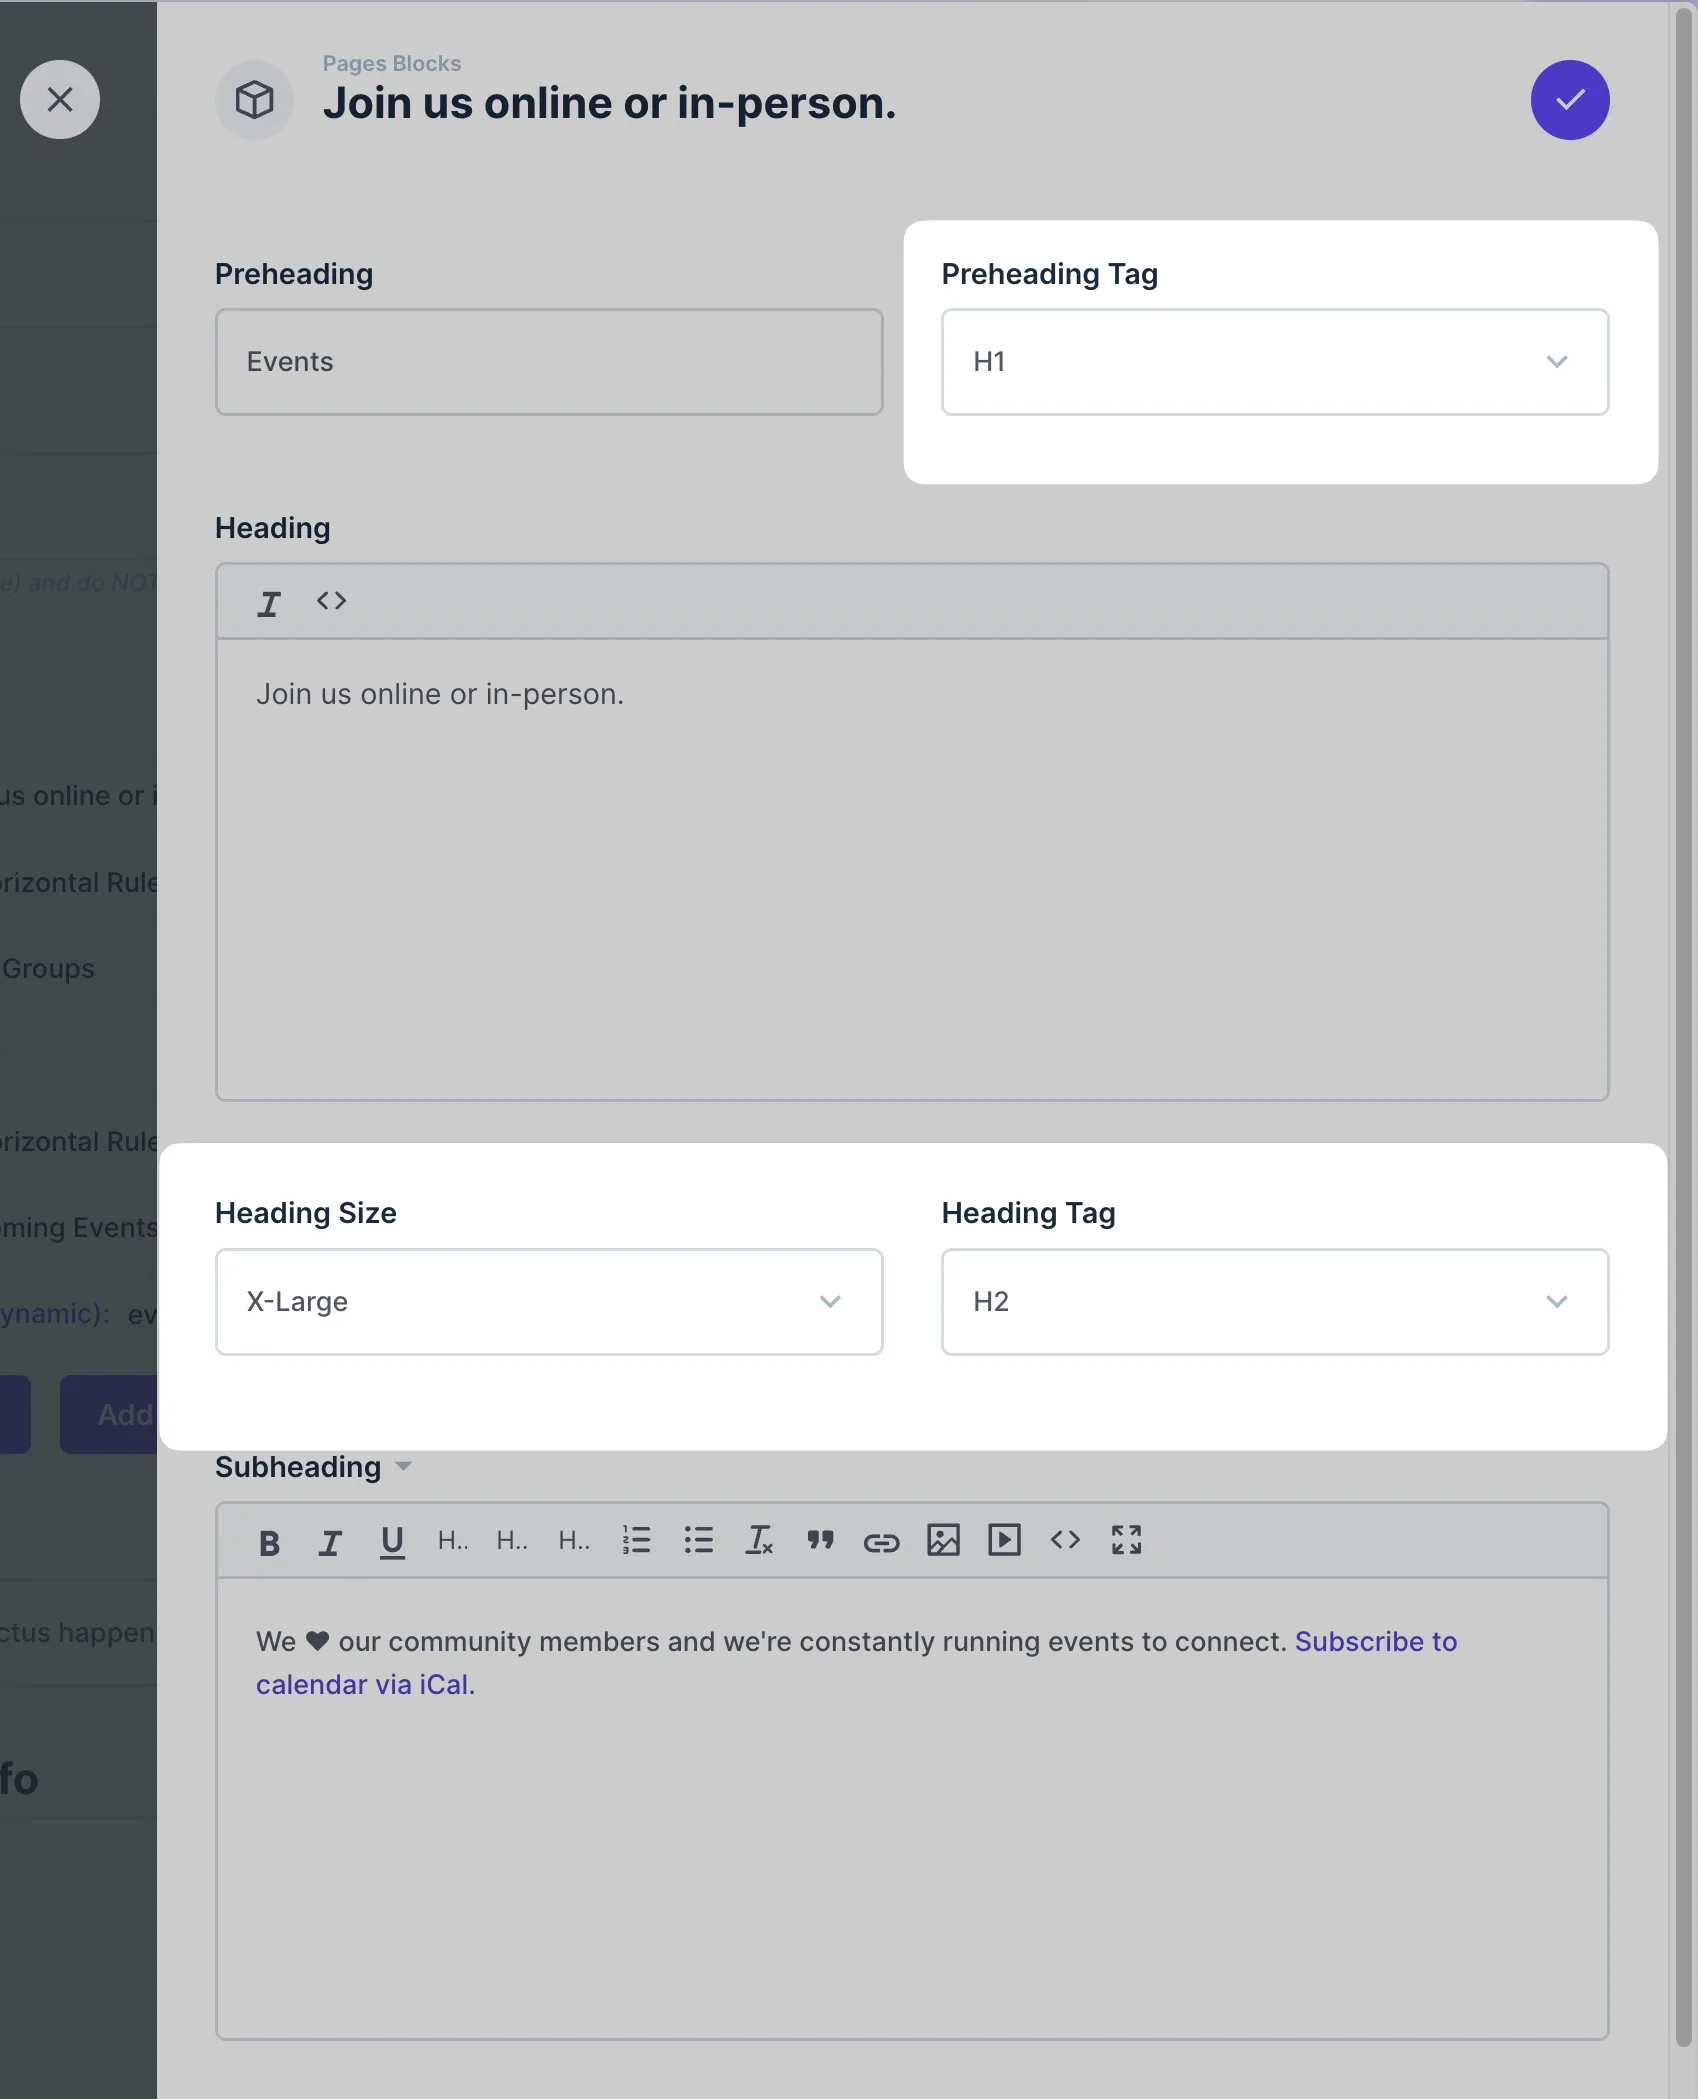 Pages Blocks
Join us online or in-person.
Preheading
Preheading Tag
Events
H1
Heading
e) and do NOT
Join us online or in-person.
us online or i
orizontal Rule
Groups
orizontal Rule
Heading Size
Heading Tag
oming Events
X-Large
H2
ynamic): ev
Add
Subheading
H.. H.. H..
We ♥ our community members and we're constantly running events to connect. Subscribe to
calendar via iCal.
ctus happen
fo